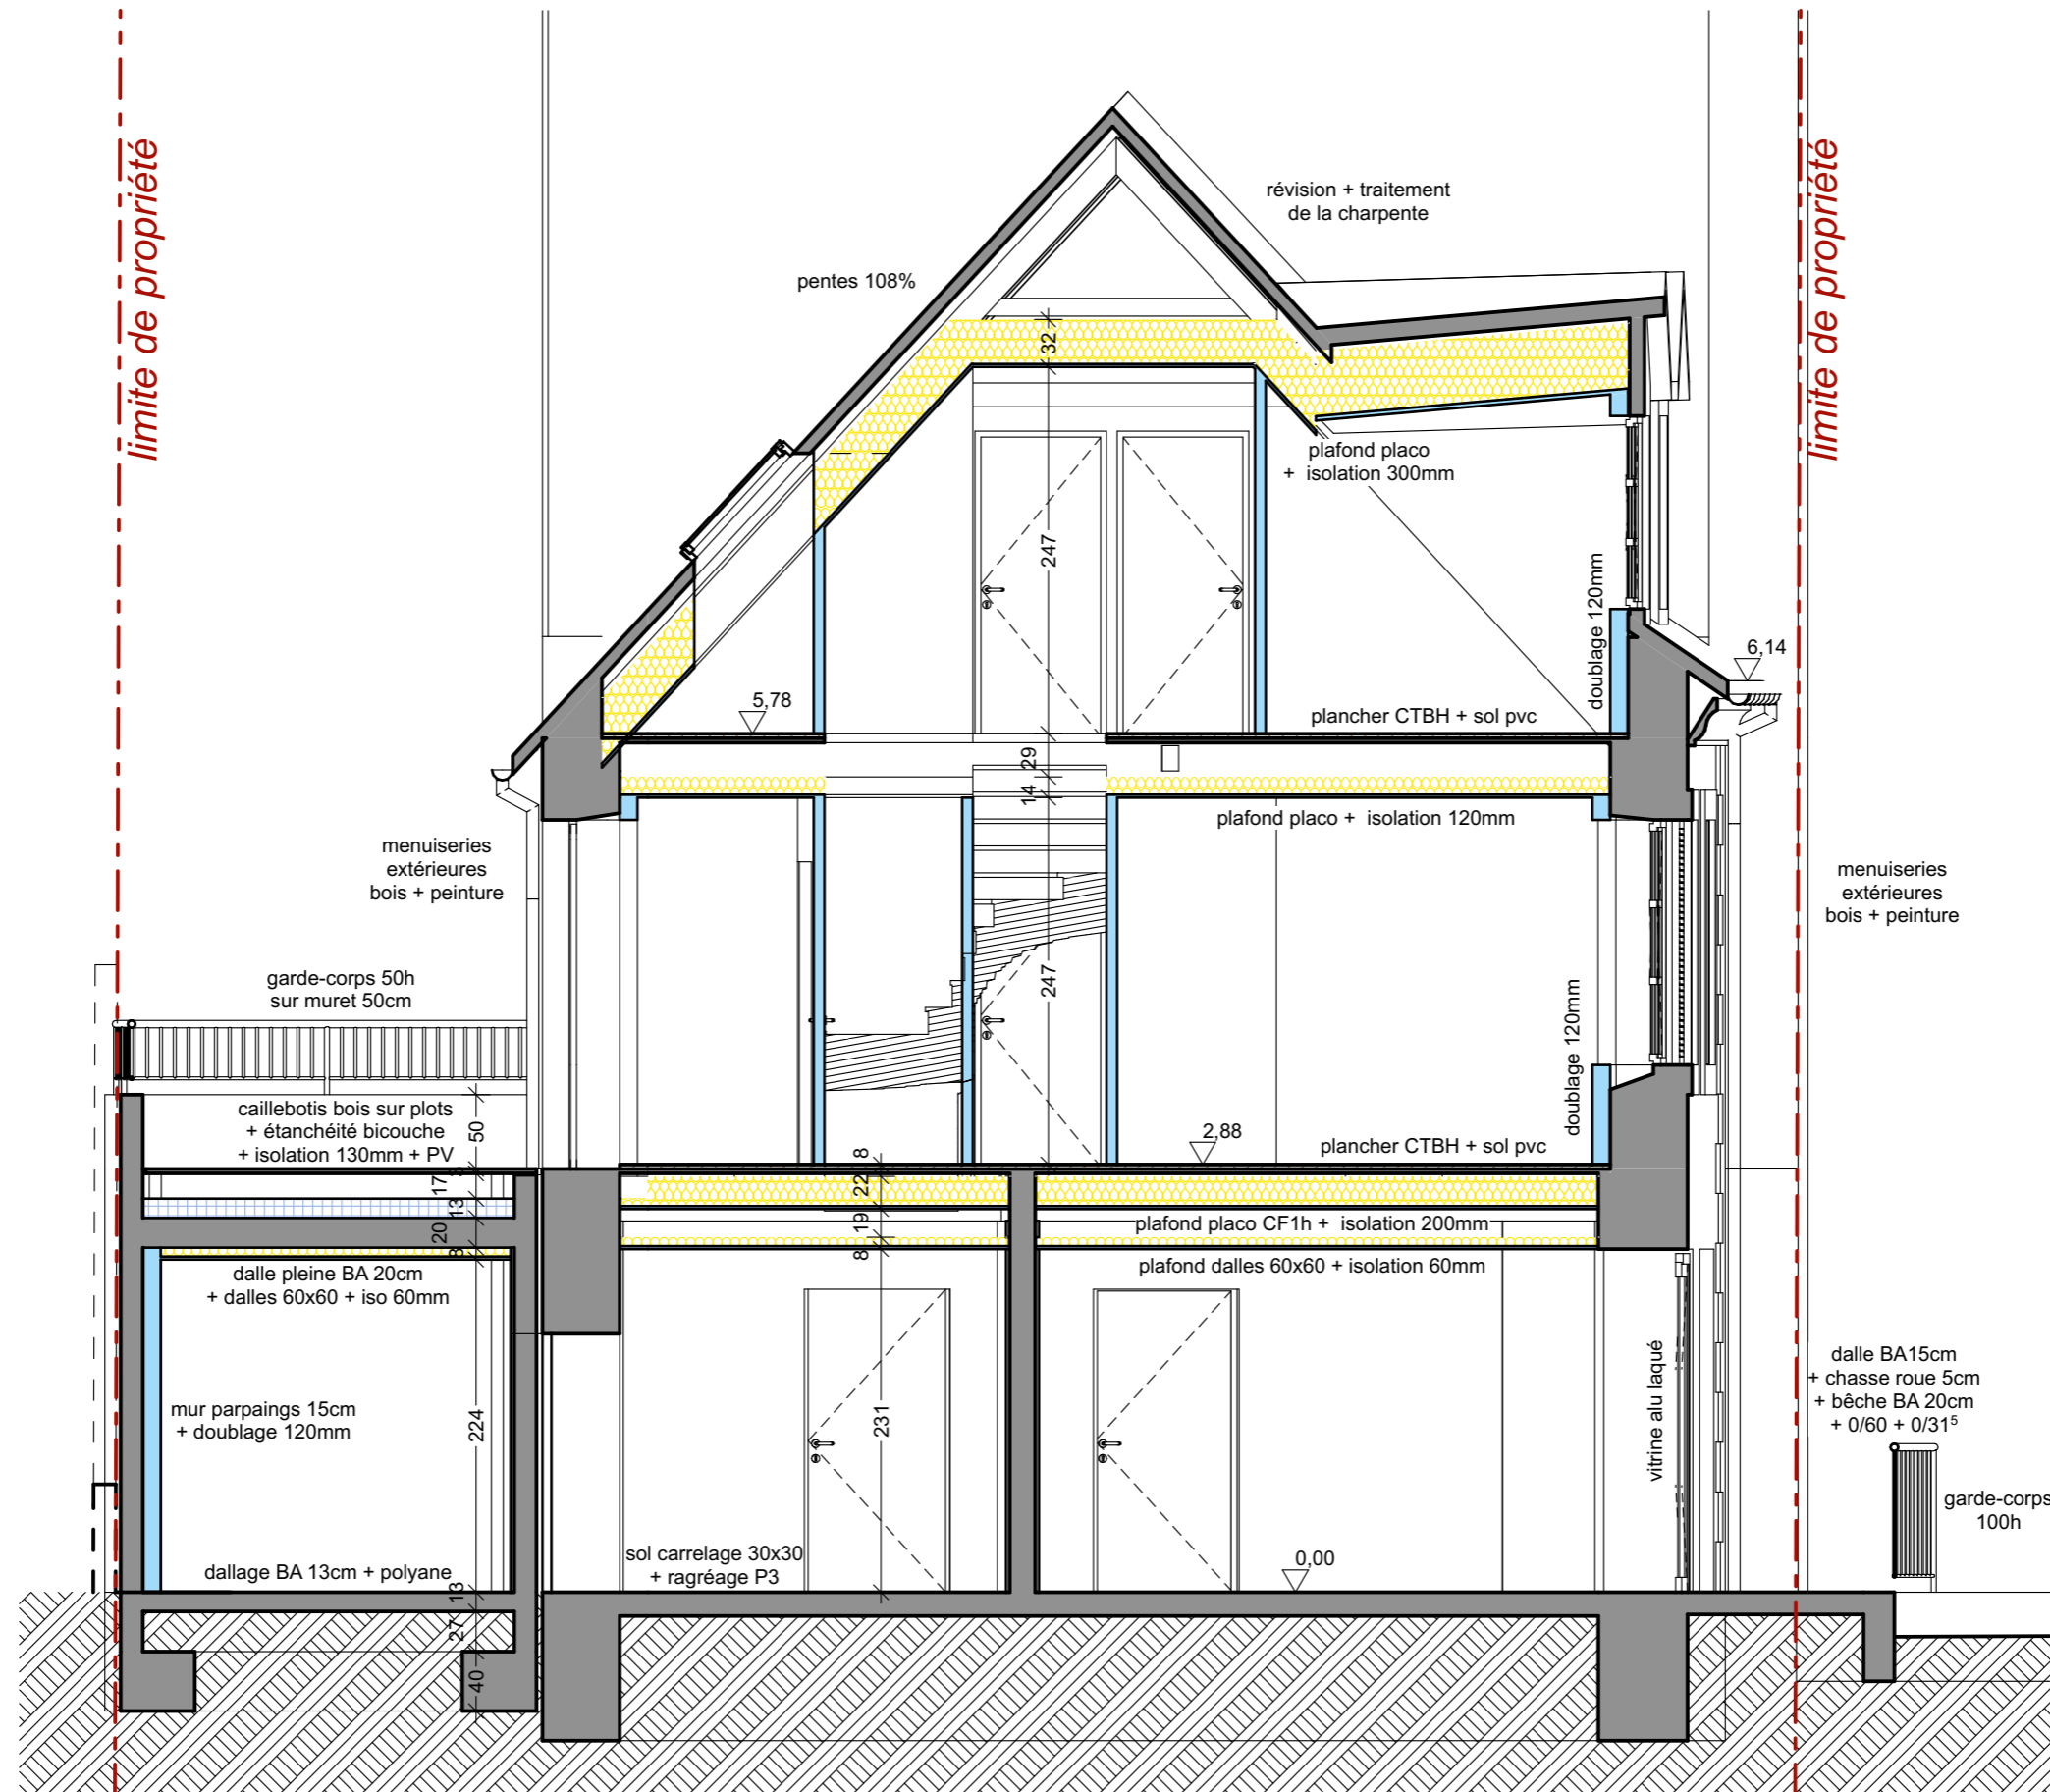 limite de propriété
limite de propriété
révision + traitement
de la charpente
pentes 108%
32
plafond placo
+ isolation 300mm
247
doublage 120mm
6,14
5,78
plancher CTBH + sol pvc
29
14
plafond placo + isolation 120mm
menuiseries
extérieures
bois + peinture
menuiseries
extérieures
bois + peinture
247
garde-corps 50h
sur muret 50cm
doublage 120mm
caillebotis bois sur plots
+ étanchéité bicouche
+ isolation 130mm + PV
50
2,88
plancher CTBH + sol pvc
8
17
13
20
8
22
19
8
plafond placo CF1h + isolation 200mm
plafond dalles 60x60 + isolation 60mm
dalle pleine BA 20cm
+ dalles 60x60 + iso 60mm
mur parpaings 15cm
+ doublage 120mm
224
231
vitrine alu laqué
dalle BA15cm
+ chasse roue 5cm
+ bêche BA 20cm
+ 0/60 + 0/31⁵
garde-corps
100h
sol carrelage 30x30
+ ragréage P3
0,00
dallage BA 13cm + polyane
13
27
40